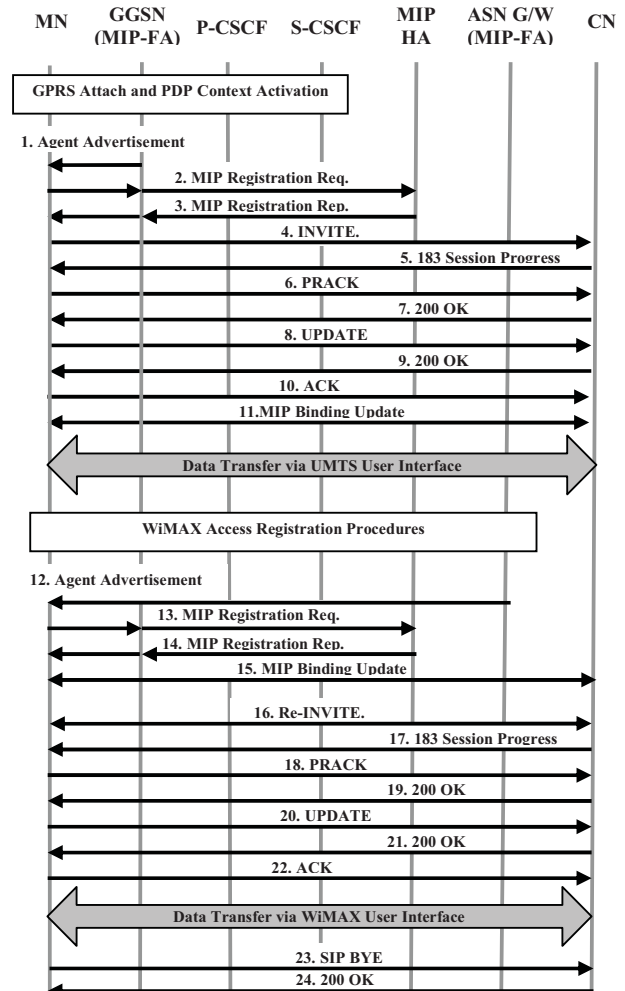 MN GGSN (MIP-FA) P-CSCF S-CSCF MIP HA ASN G/W (MIP-FA) CN
GPRS Attach and PDP Context Activation
1. Agent Advertisement
2. MIP Registration Req.
3. MIP Registration Rep.
4. INVITE.
5. 183 Session Progress
6. PRACK
7. 200 OK
8. UPDATE
9. 200 OK
10. ACK
11.MIP Binding Update
Data Transfer via UMTS User Interface
WiMAX Access Registration Procedures
12. Agent Advertisement
13. MIP Registration Req.
14. MIP Registration Rep.
15. MIP Binding Update
16. Re-INVITE.
17. 183 Session Progress
18. PRACK
19. 200 OK
20. UPDATE
21. 200 OK
22. ACK
Data Transfer via WiMAX User Interface
23. SIP BYE
24. 200 OK